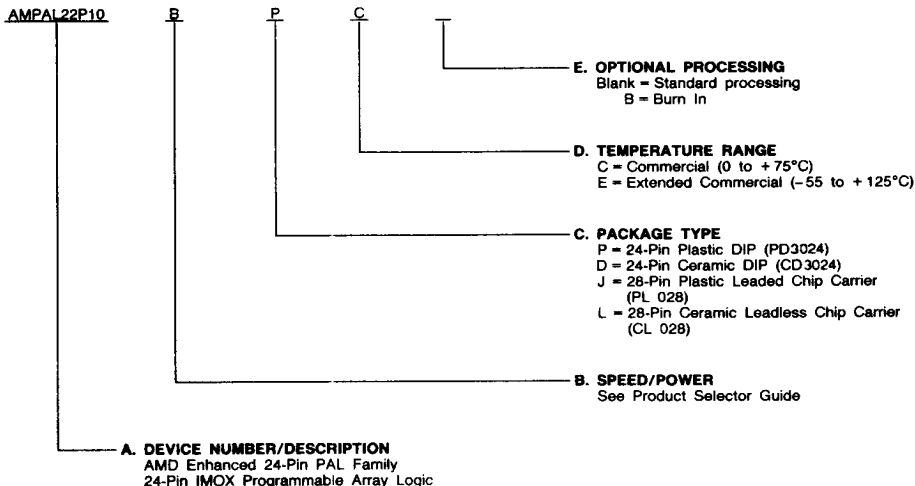 AMPAL22P10 B P C _
E. OPTIONAL PROCESSING
Blank = Standard processing
B = Burn In
D. TEMPERATURE RANGE
C = Commercial (0 to +75°C)
E = Extended Commercial (–55 to +125°C)
C. PACKAGE TYPE
P = 24-Pin Plastic DIP (PD3024)
D = 24-Pin Ceramic DIP (CD3024)
J = 28-Pin Plastic Leaded Chip Carrier
(PL 028)
L = 28-Pin Ceramic Leadless Chip Carrier
(CL 028)
B. SPEED/POWER
See Product Selector Guide
A. DEVICE NUMBER/DESCRIPTION
AMD Enhanced 24-Pin PAL Family
24-Pin IMOX Programmable Array Logic